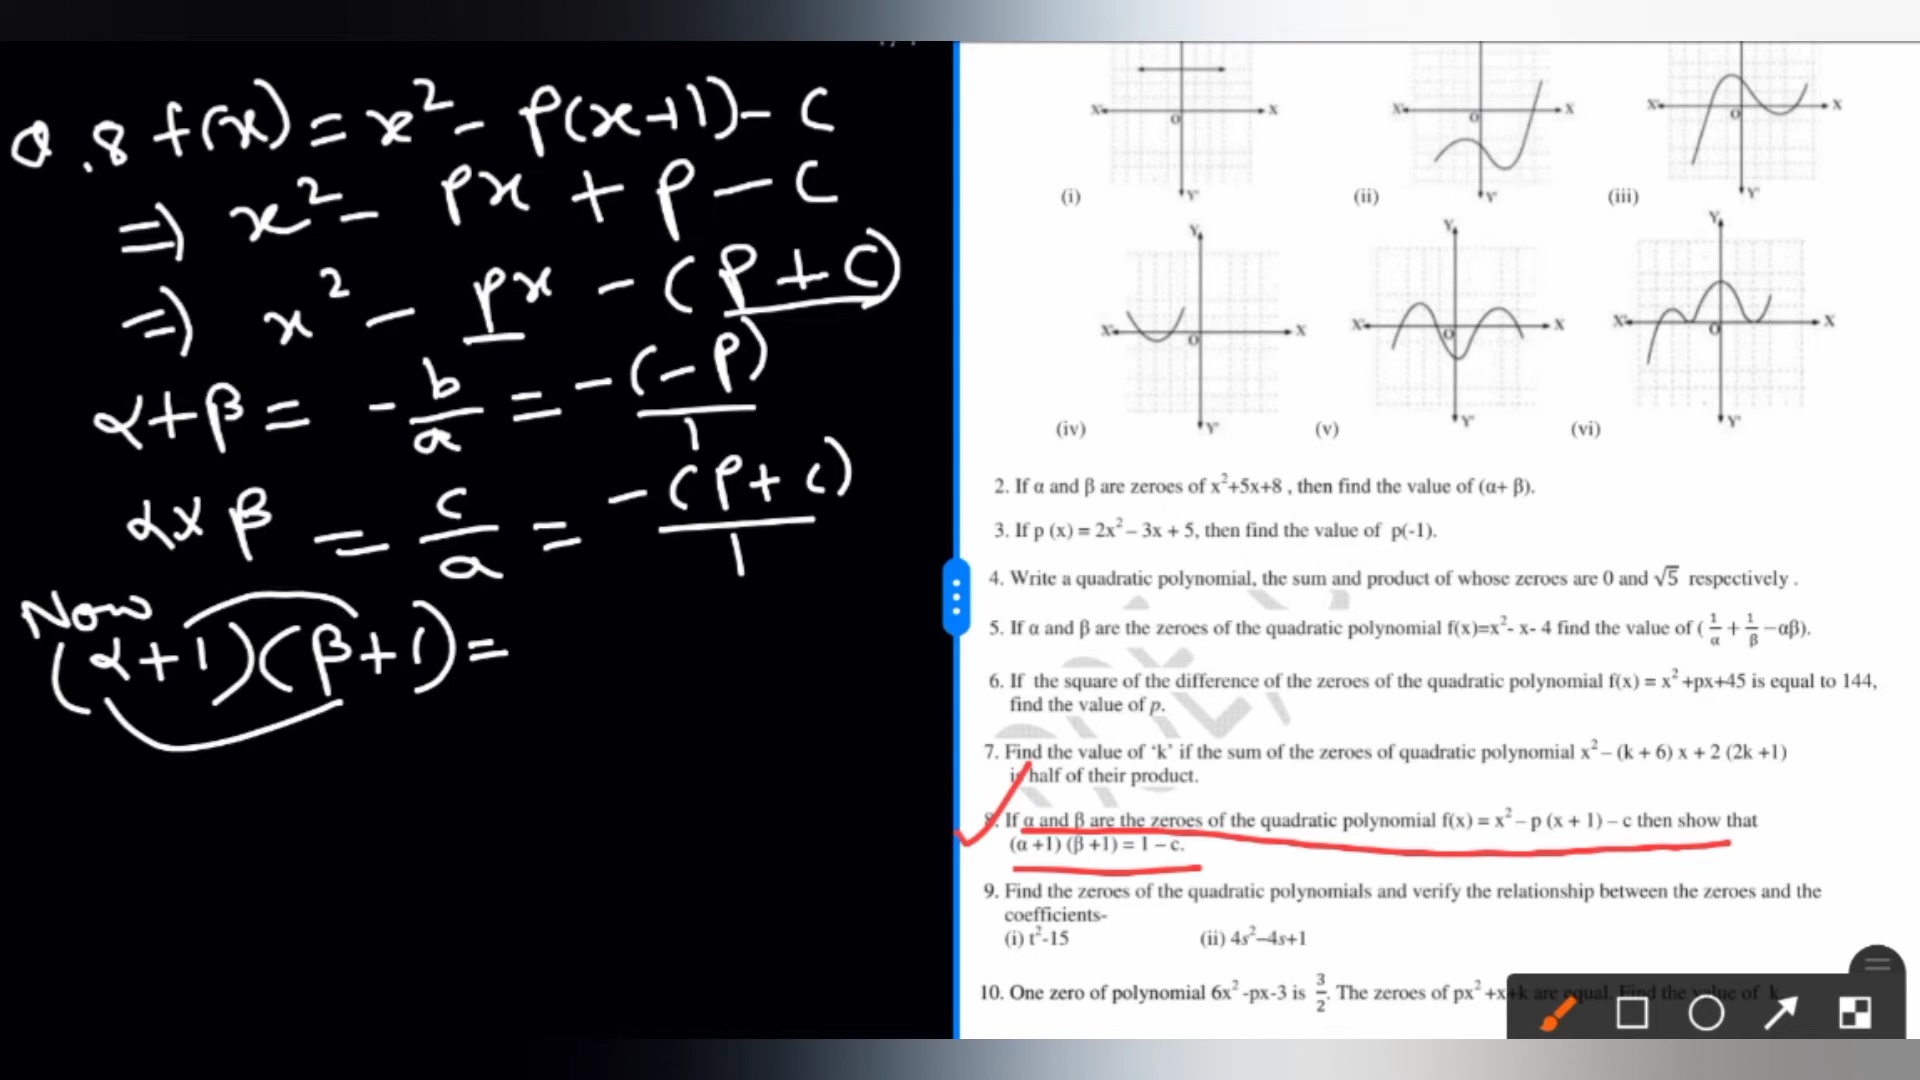 Q.8 f(x) = x² - p(x+1) - c
⇒ x² - px + p - c
⇒ x² - px - (p + c)
α+β = -b/a = -(-p)/1
α×β = c/a = -(p+c)/1
Now
(α+1)(β+1) =
X' X O Y'
(i)
X' X O Y'
(ii)
X' X O Y'
(iii)
Y X' X O Y'
(iv)
Y X' X O Y'
(v)
Y X' X O Y'
(vi)
2. If α and β are zeroes of x²+5x+8 , then find the value of (α+ β).
3. If p (x) = 2x² – 3x + 5, then find the value of p(-1).
4. Write a quadratic polynomial, the sum and product of whose zeroes are 0 and √5 respectively .
5. If α and β are the zeroes of the quadratic polynomial f(x)=x²- x- 4 find the value of (1/α + 1/β –αβ).
6. If the square of the difference of the zeroes of the quadratic polynomial f(x) = x² +px+45 is equal to 144,
find the value of p.
7. Find the value of ‘k’ if the sum of the zeroes of quadratic polynomial x² – (k + 6) x + 2 (2k +1)
is half of their product.
8. If α and β are the zeroes of the quadratic polynomial f(x) = x² – p (x + 1) – c then show that
(α +1) (β +1) = 1 – c.
9. Find the zeroes of the quadratic polynomials and verify the relationship between the zeroes and the
coefficients-
(i) t²-15 (ii) 4s²–4s+1
10. One zero of polynomial 6x² -px-3 is 3/2. The zeroes of px² +x+k are equal. Find the value of k